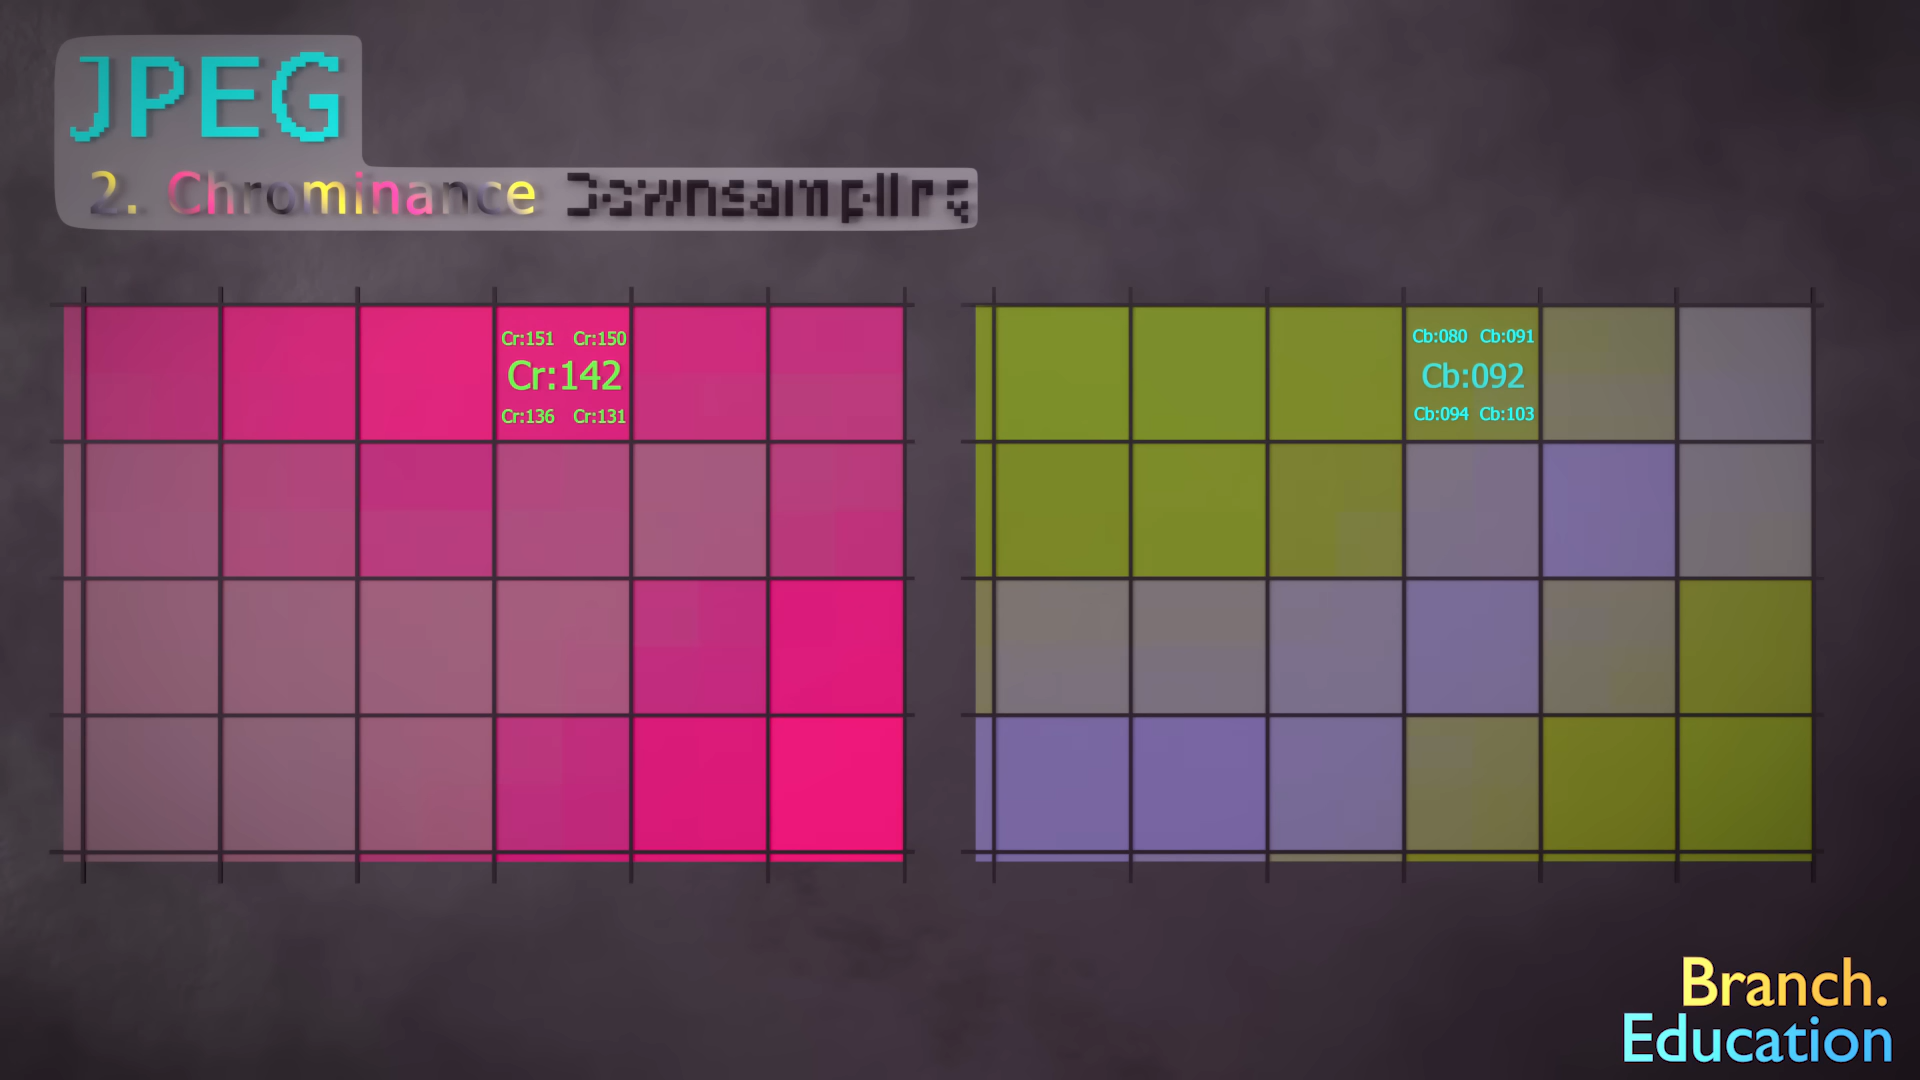 JPEG
2. Chrominance Downsampling
Cr:151 Cr:150
Cr:142
Cr:136 Cr:131
Cb:080 Cb:091
Cb:092
Cb:094 Cb:103
Branch.
Education